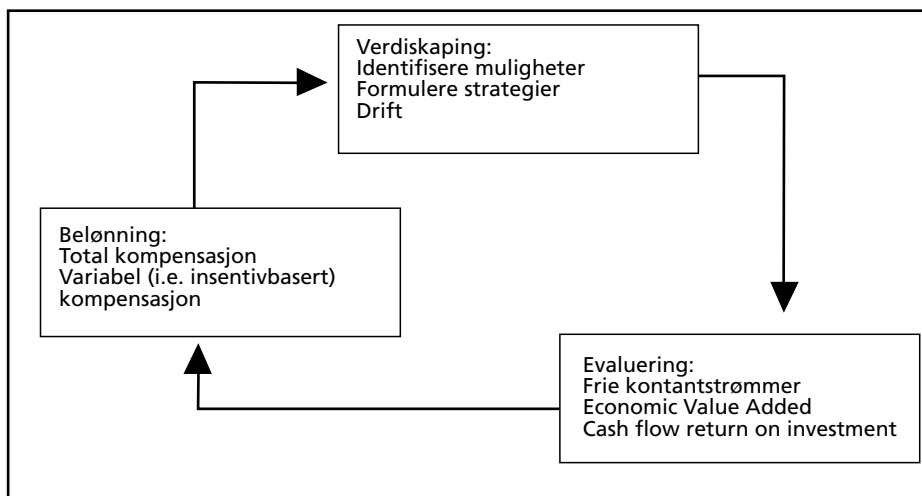 Verdiskaping:
Identifisere muligheter
Formulere strategier
Drift
Belønning:
Total kompensasjon
Variabel (i.e. insentivbasert)
kompensasjon
Evaluering:
Frie kontantstrømmer
Economic Value Added
Cash flow return on investment